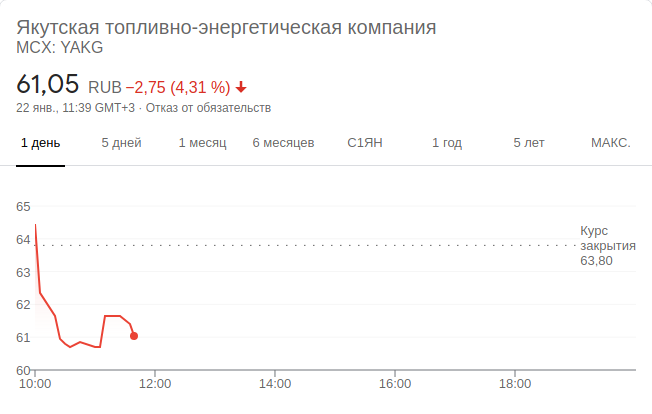 Якутская топливно-энергетическая компания
MCX: YAKG
61,05 RUB −2,75 (4,31 %)
22 янв., 11:39 GMT+3 · Отказ от обязательств
1 день 5 дней 1 месяц 6 месяцев С1ЯН 1 год 5 лет МАКС.
65
64
63
62
61
60
Курс
закрытия
63,80
10:00 12:00 14:00 16:00 18:00